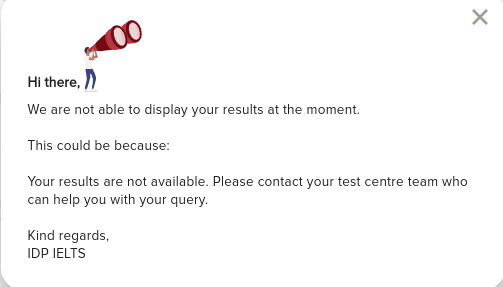 Hi there,
We are not able to display your results at the moment.
This could be because:
Your results are not available. Please contact your test centre team who
can help you with your query.
Kind regards,
IDP IELTS